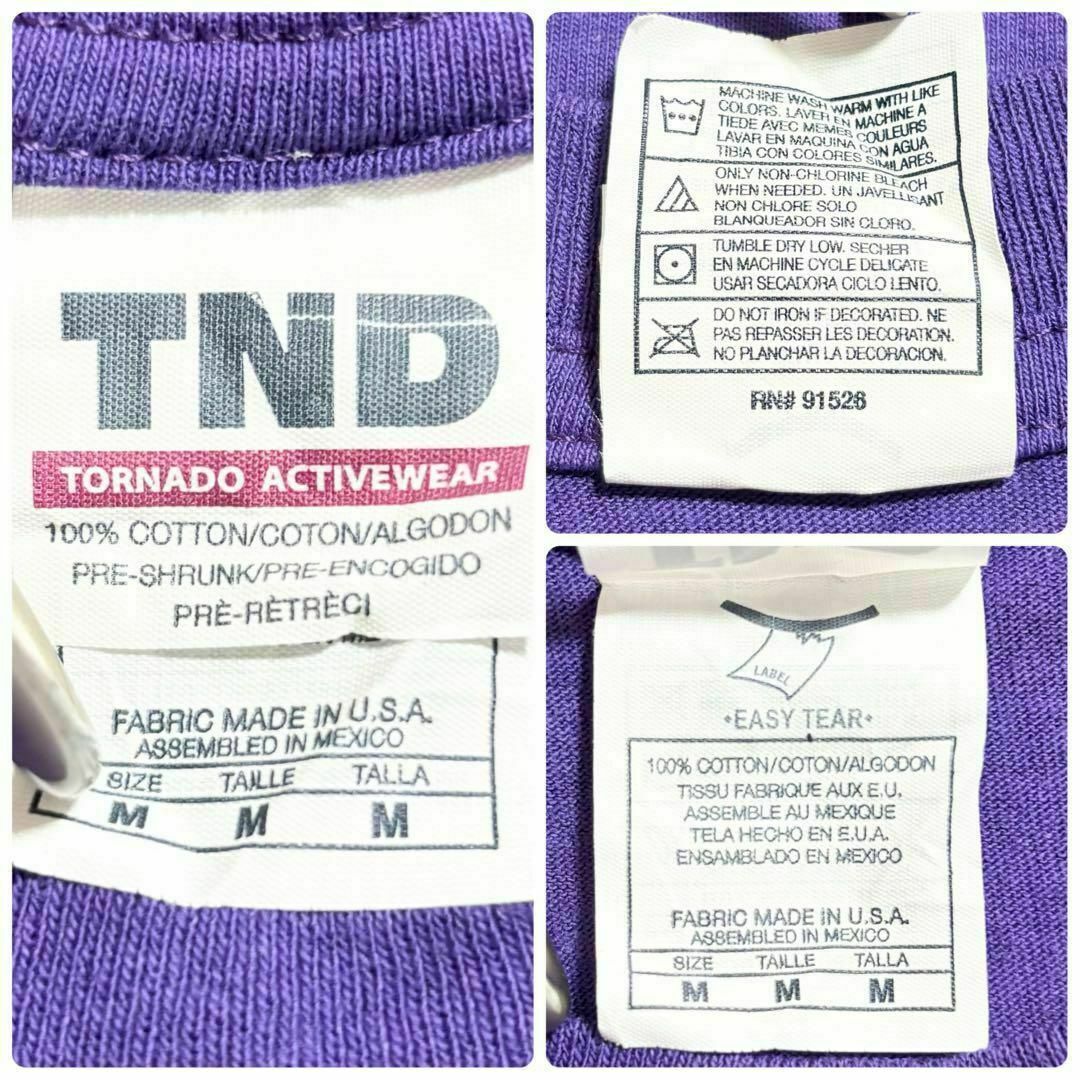 TND
TORNADO ACTIVEWEAR
100% COTTON/COTON/ALGODON
PRE-SHRUNK/PRE-ENCOGIDO
PRÈ-RÈTRÈCI
FABRIC MADE IN U.S.A.
ASSEMBLED IN MEXICO
SIZE TAILLE TALLA
M M M
MACHINE WASH WARM WITH LIKE
COLORS. LAVER EN MACHINE A
TIEDE AVEC MEMES COULEURS
LAVAR EN MAQUINA CON AGUA
TIBIA CON COLORES SIMILARES.
ONLY NON-CHLORINE BLEACH
WHEN NEEDED. UN JAVELLISANT
NON CHLORE SOLO
BLANQUEADOR SIN CLORO.
TUMBLE DRY LOW. SECHER
EN MACHINE CYCLE DELICATE
USAR SECADORA CICLO LENTO.
DO NOT IRON IF DECORATED. NE
PAS REPASSER LES DECORATION.
NO PLANCHAR LA DECORACION.
RN# 91526
LABEL
•EASY TEAR•
100% COTTON/COTON/ALGODON
TISSU FABRIQUE AUX E.U.
ASSEMBLE AU MEXIQUE
TELA HECHO EN E.U.A.
ENSAMBLADO EN MEXICO
FABRIC MADE IN U.S.A.
ASSEMBLED IN MEXICO
SIZE TAILLE TALLA
M M M